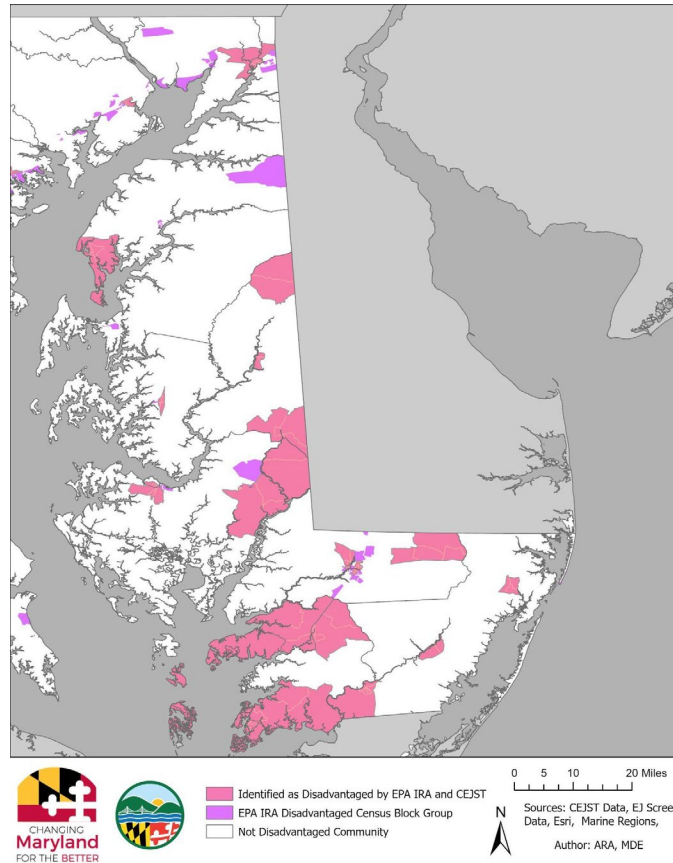 CHANGING
Maryland
FOR THE BETTER
Identified as Disadvantaged by EPA IRA and CEJST
EPA IRA Disadvantaged Census Block Group
Not Disadvantaged Community
N
0 5 10 20 Miles
Sources: CEJST Data, EJ Scree
Data, Esri, Marine Regions,
Author: ARA, MDE